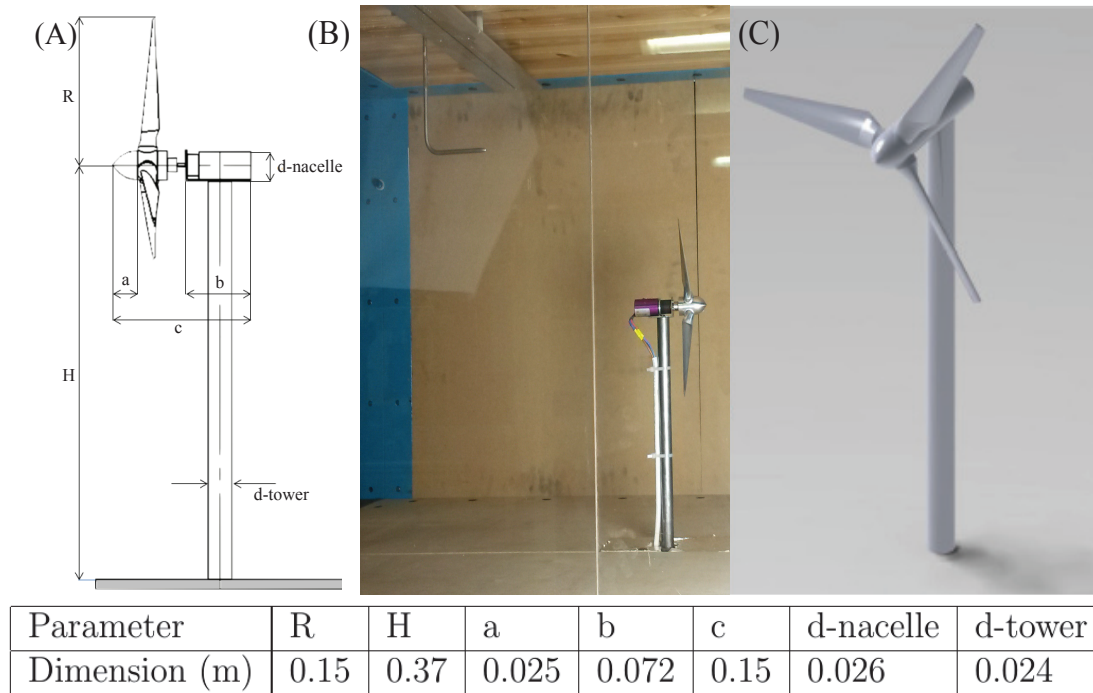 (A)
(B)
(C)
R
d-nacelle
a
b
c
H
d-tower
Parameter R H a b c d-nacelle d-tower
Dimension (m) 0.15 0.37 0.025 0.072 0.15 0.026 0.024